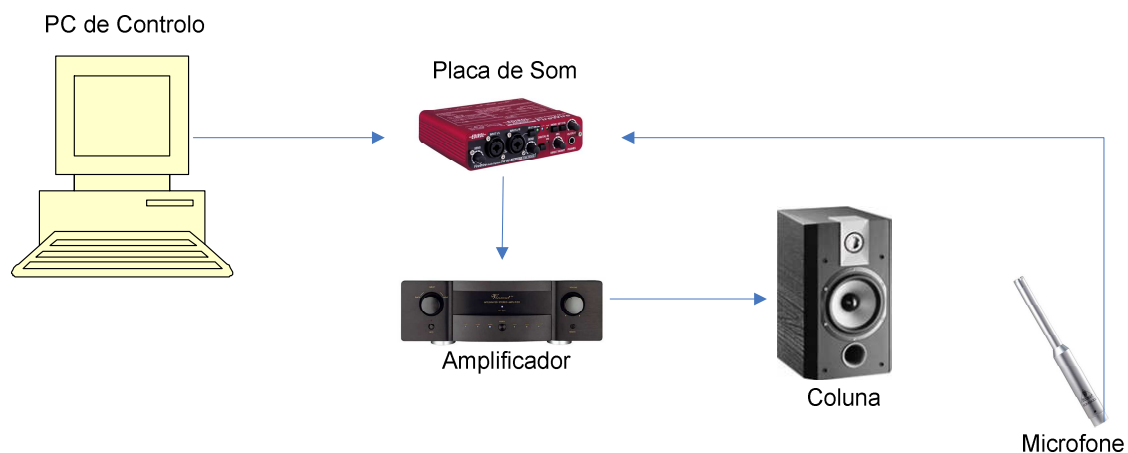 PC de Controlo
Placa de Som
Amplificador
Coluna
Microfone